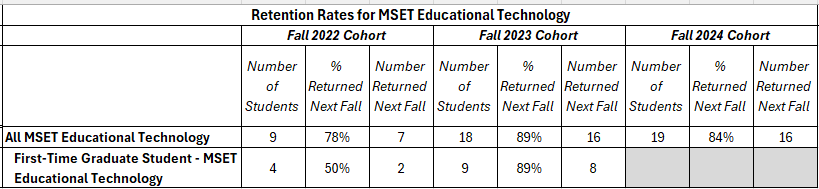 Retention Rates for MSET Educational Technology
Fall 2022 Cohort Fall 2023 Cohort Fall 2024 Cohort
Number of Students % Returned Next Fall Number Returned Next Fall Number of Students % Returned Next Fall Number Returned Next Fall Number of Students % Returned Next Fall Number Returned Next Fall
All MSET Educational Technology 9 78% 7 18 89% 16 19 84% 16
First-Time Graduate Student - MSET Educational Technology 4 50% 2 9 89% 8